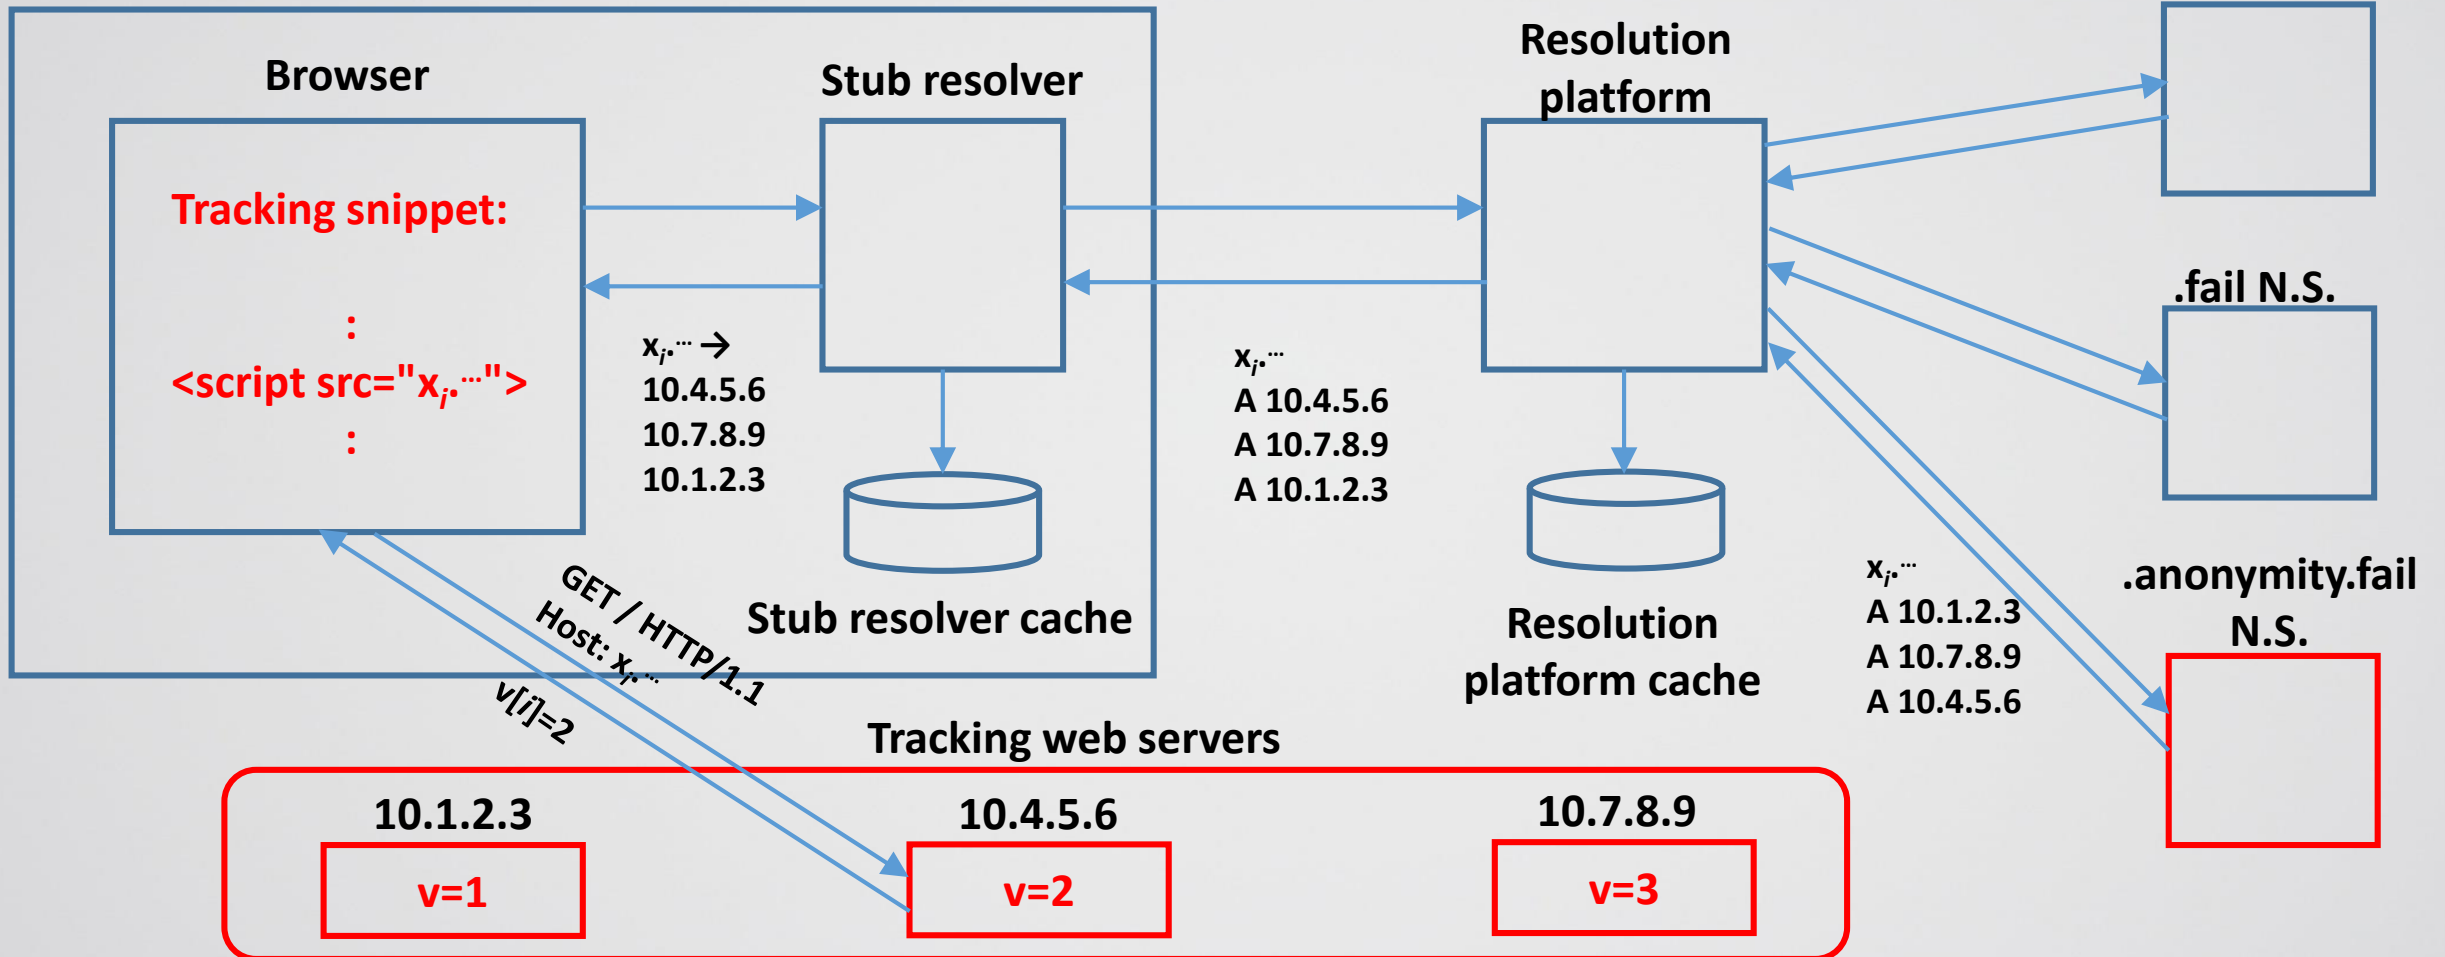 Browser
Stub resolver
Resolution
platform
Tracking snippet:
:
<script src="xi.…">
:
xi.… →
10.4.5.6
10.7.8.9
10.1.2.3
xi.…
A 10.4.5.6
A 10.7.8.9
A 10.1.2.3
.fail N.S.
.anonymity.fail
N.S.
xi.…
A 10.1.2.3
A 10.7.8.9
A 10.4.5.6
Stub resolver cache
Resolution
platform cache
GET / HTTP/1.1
Host: xi.…
v[i]=2
Tracking web servers
10.1.2.3
v=1
10.4.5.6
v=2
10.7.8.9
v=3